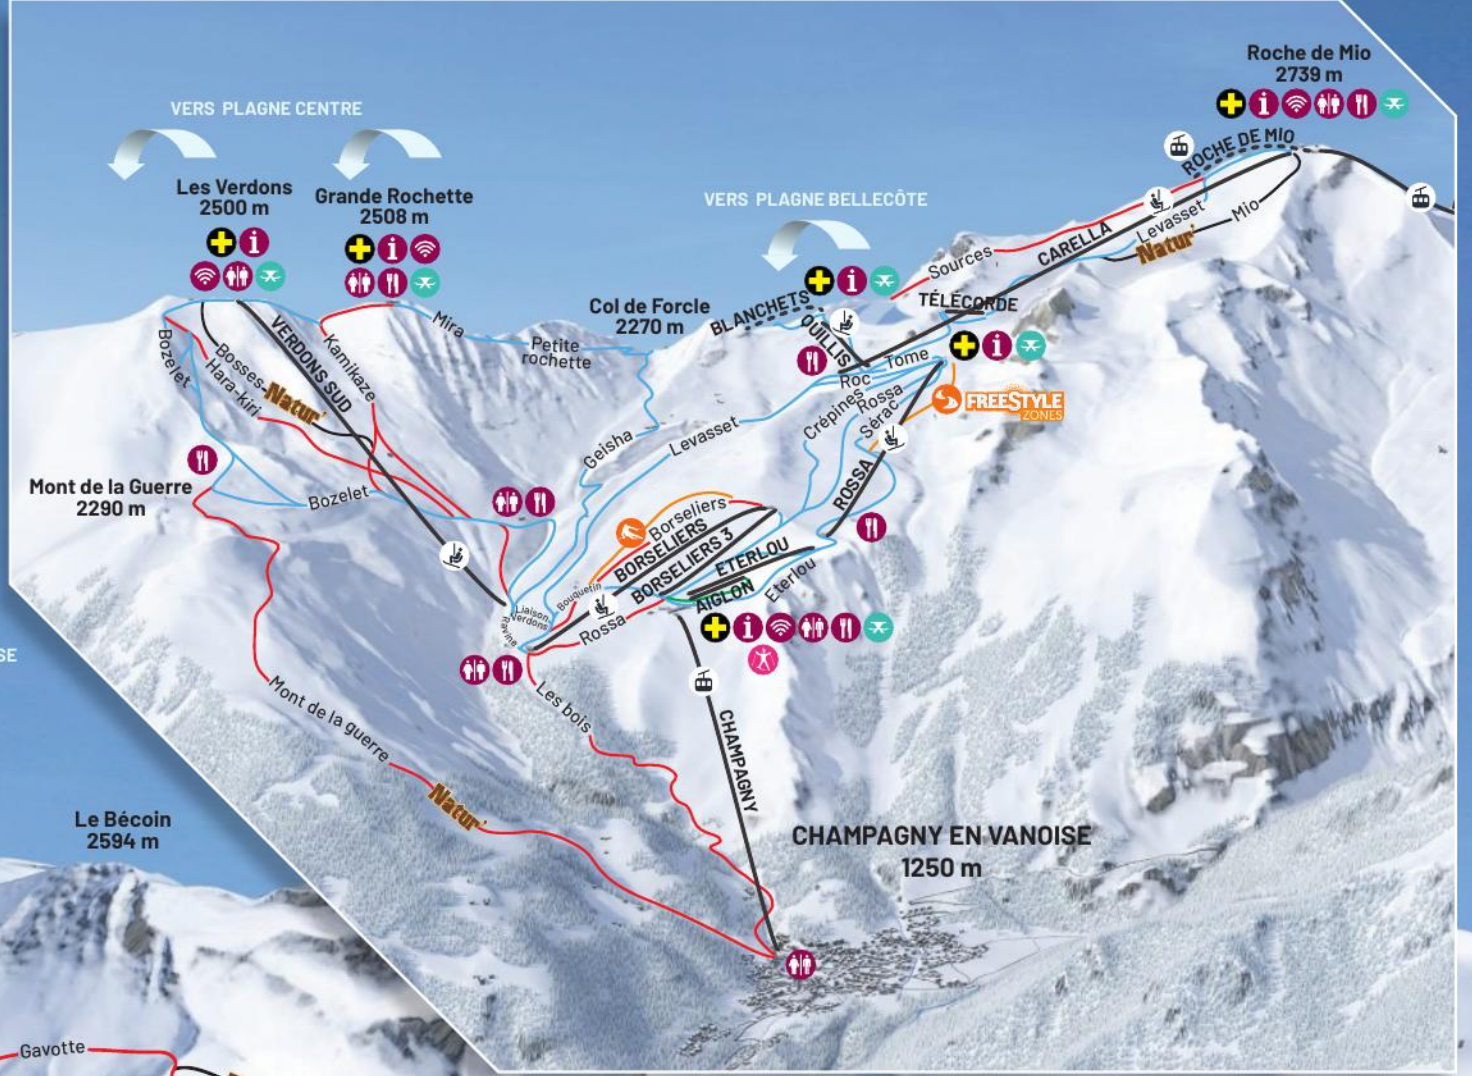 Roche de Mio
2739 m
VERS PLAGNE CENTRE
ROCHE DE MIO
Les Verdons
2500 m
Grande Rochette
2508 m
VERS PLAGNE BELLECÔTE
Levasset
Mio
Natur'
CARELLA
Sources
Col de Forcle
2270 m
BLANCHETS
TÉLÉCORDE
QUILLIS
Mira
Petite
rochette
VERDONS SUD
Kamikaze
Bozelet
Bosses
Hara-kiri
Natur'
Tome
Roc
Rossa
Crépines
Sérac
FREESTYLE
ZONES
Geisha
Levasset
ROSSA
Mont de la Guerre
2290 m
Bozelet
Borseliers
BORSELIERS
BORSELIERS 3
ETERLOU
AIGLON
Eterlou
Bouquetin
Liaison
Verdons
Ravine
Rossa
SE
Mont de la guerre
Les bois
CHAMPAGNY
Natur'
Le Bécoin
2594 m
CHAMPAGNY EN VANOISE
1250 m
Gavotte